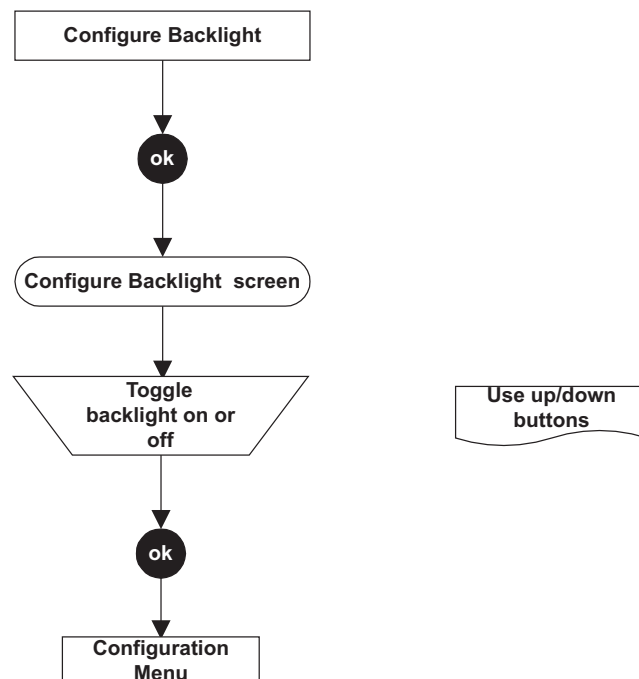 Configure Backlight
ok
Configure Backlight screen
Toggle
backlight on or
off
Use up/down
buttons
ok
Configuration
Menu